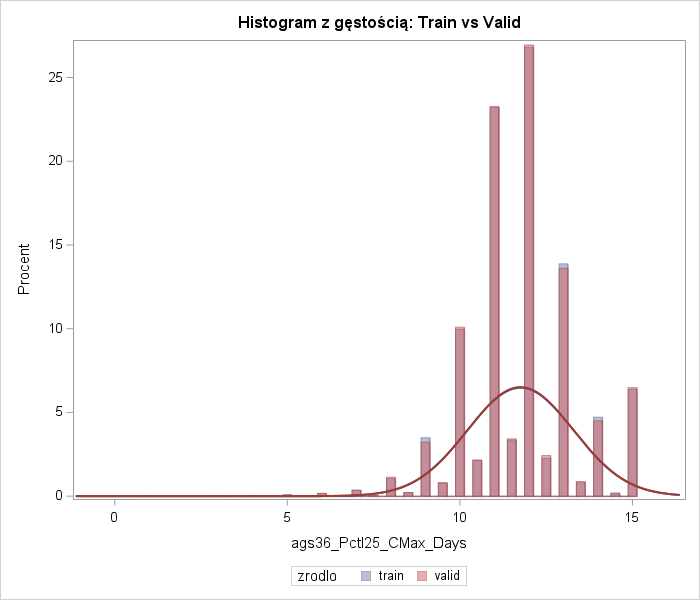 Histogram z gęstością: Train vs Valid
Procent
25
20
15
10
5
0
0 5 10 15
ags36_Pctl25_CMax_Days
zrodlo train valid